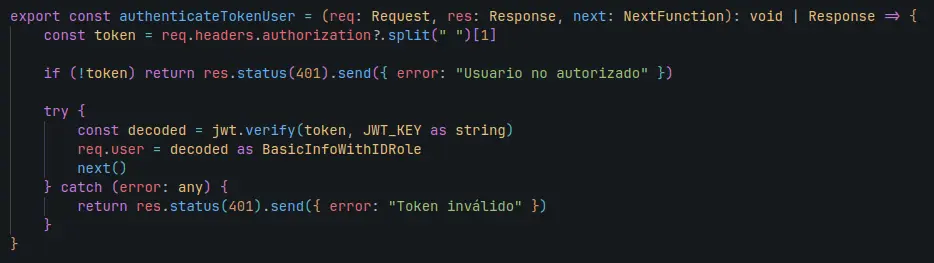 export const authenticateTokenUser = (req: Request, res: Response, next: NextFunction): void | Response => {
    const token = req.headers.authorization?.split(" ")[1]
    if (!token) return res.status(401).send({ error: "Usuario no autorizado" })
    try {
        const decoded = jwt.verify(token, JWT_KEY as string)
        req.user = decoded as BasicInfoWithIDRole
        next()
    } catch (error: any) {
        return res.status(401).send({ error: "Token inválido" })
    }
}